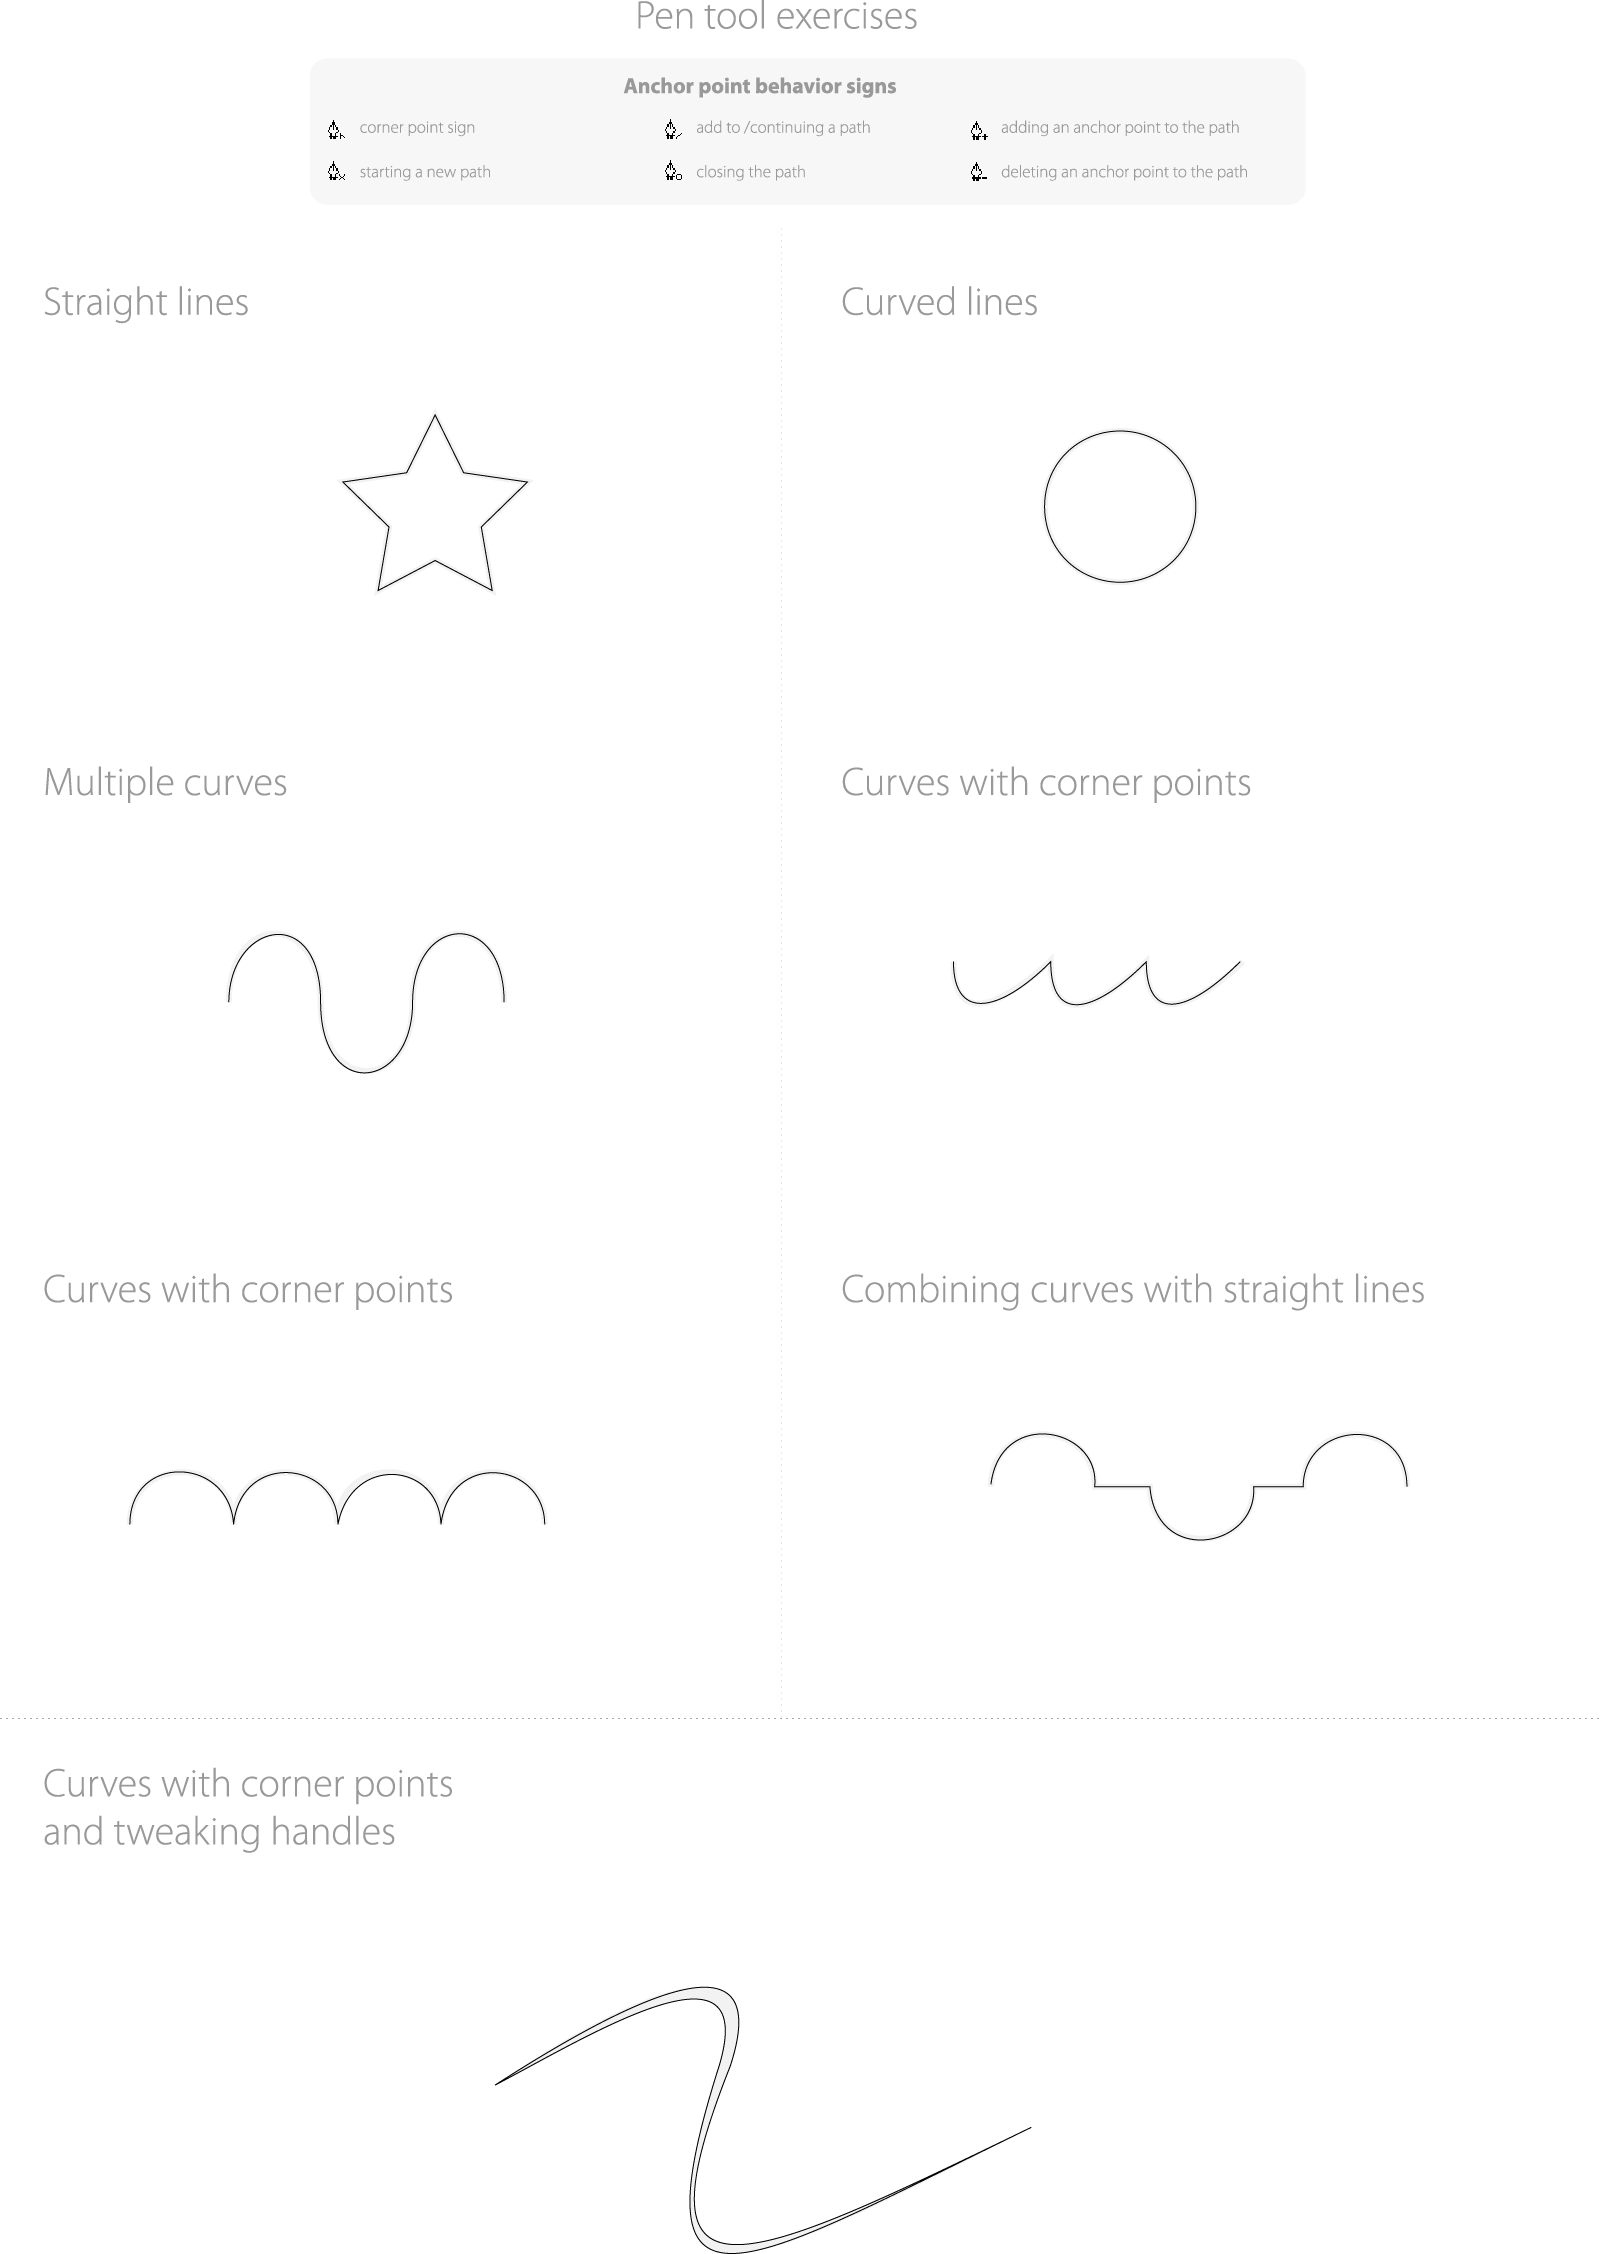 Pen tool exercises
Anchor point behavior signs
corner point sign
add to /continuing a path
adding an anchor point to the path
starting a new path
closing the path
deleting an anchor point to the path
Straight lines
Curved lines
Multiple curves
Curves with corner points
Curves with corner points
Combining curves with straight lines
Curves with corner points
and tweaking handles